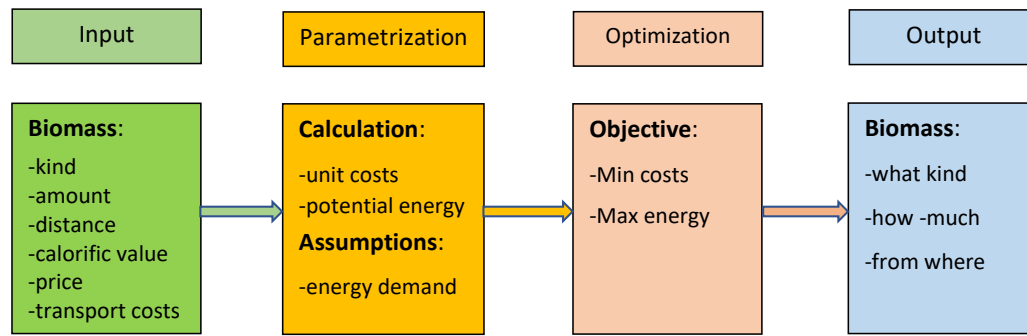 Input
Parametrization
Optimization
Output
Biomass:
-kind
-amount
-distance
-calorific value
-price
-transport costs
Calculation:
-unit costs
-potential energy
Assumptions:
-energy demand
Objective:
-Min costs
-Max energy
Biomass:
-what kind
-how -much
-from where